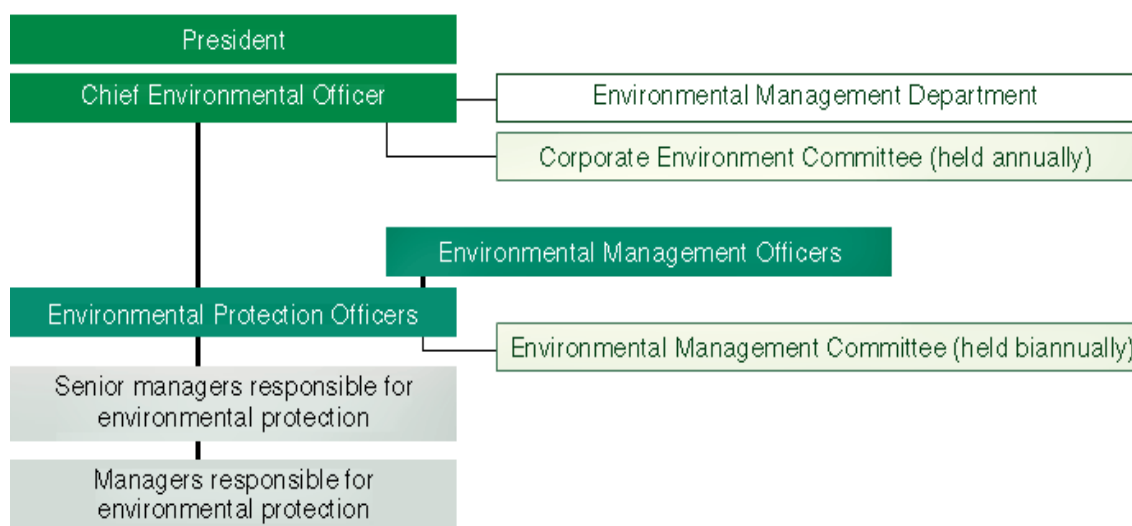 President
Chief Environmental Officer
Environmental Management Department
Corporate Environment Committee (held annually)
Environmental Management Officers
Environmental Protection Officers
Environmental Management Committee (held biannually)
Senior managers responsible for
environmental protection
Managers responsible for
environmental protection